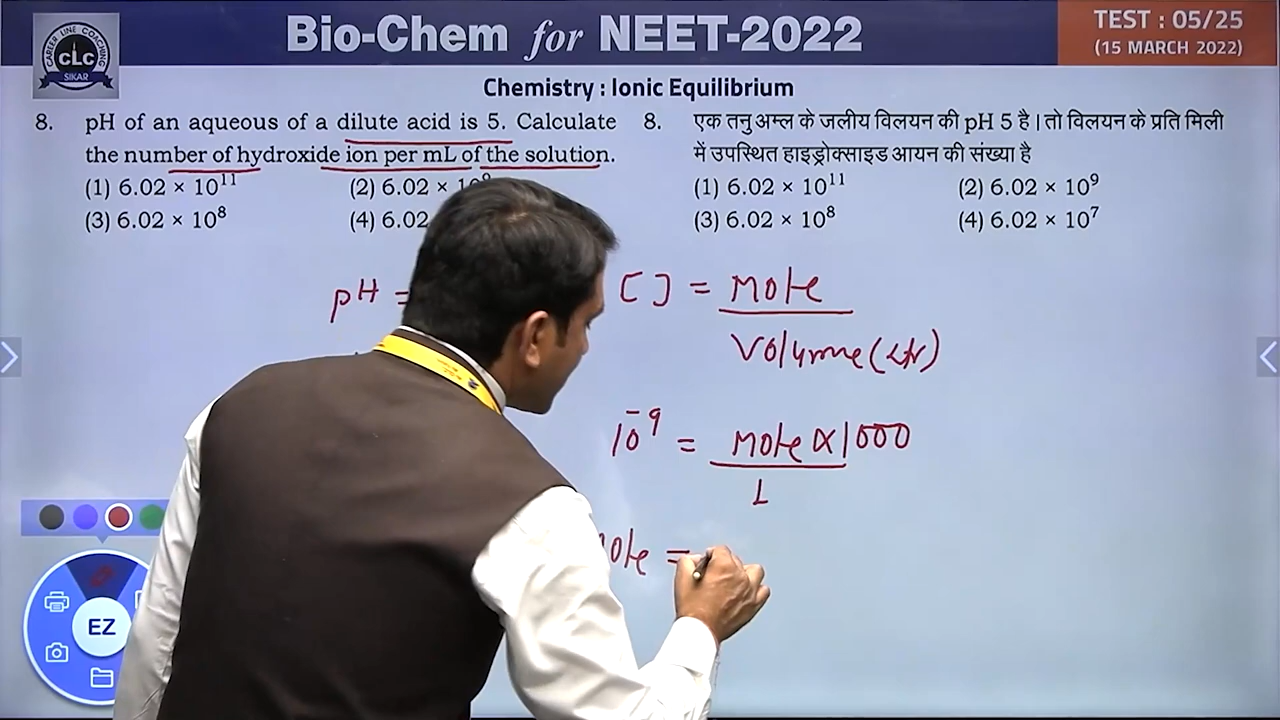 Bio-Chem for NEET-2022
TEST : 05/25
(15 MARCH 2022)
CAREER LINE COACHING
CLC
SIKAR
Chemistry : Ionic Equilibrium
8. pH of an aqueous of a dilute acid is 5. Calculate
the number of hydroxide ion per mL of the solution.
(1) 6.02 × 10¹¹ (2) 6.02 × 10
(3) 6.02 × 10⁸ (4) 6.02
8. एक तनु अम्ल के जलीय विलयन की pH 5 है। तो विलयन के प्रति मिली
में उपस्थित हाइड्रोक्साइड आयन की संख्या है
(1) 6.02 × 10¹¹ (2) 6.02 × 10⁹
(3) 6.02 × 10⁸ (4) 6.02 × 10⁷
pH =
[ ] = mole
Volume (Ltr)
10⁻⁹ = mole × 1000
1
mole =
EZ